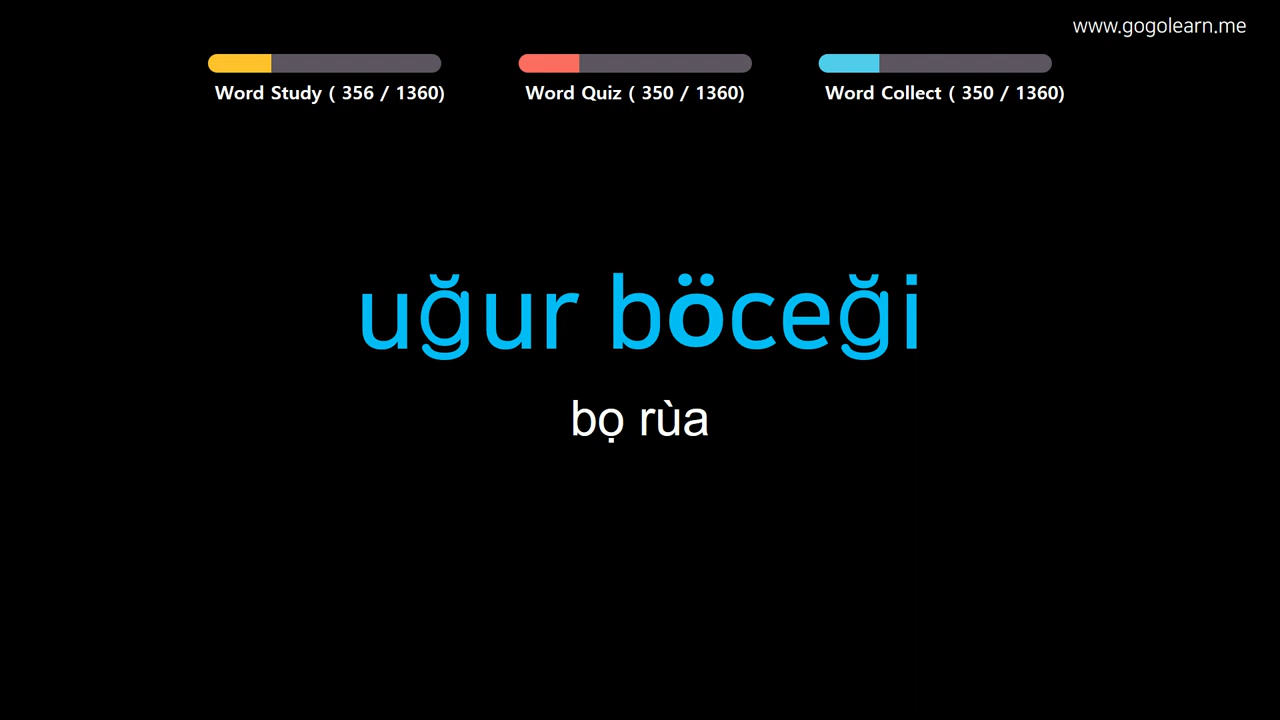 www.gogolearn.me
Word Study ( 356 / 1360)
Word Quiz ( 350 / 1360)
Word Collect ( 350 / 1360)
uğur böceği
bọ rùa